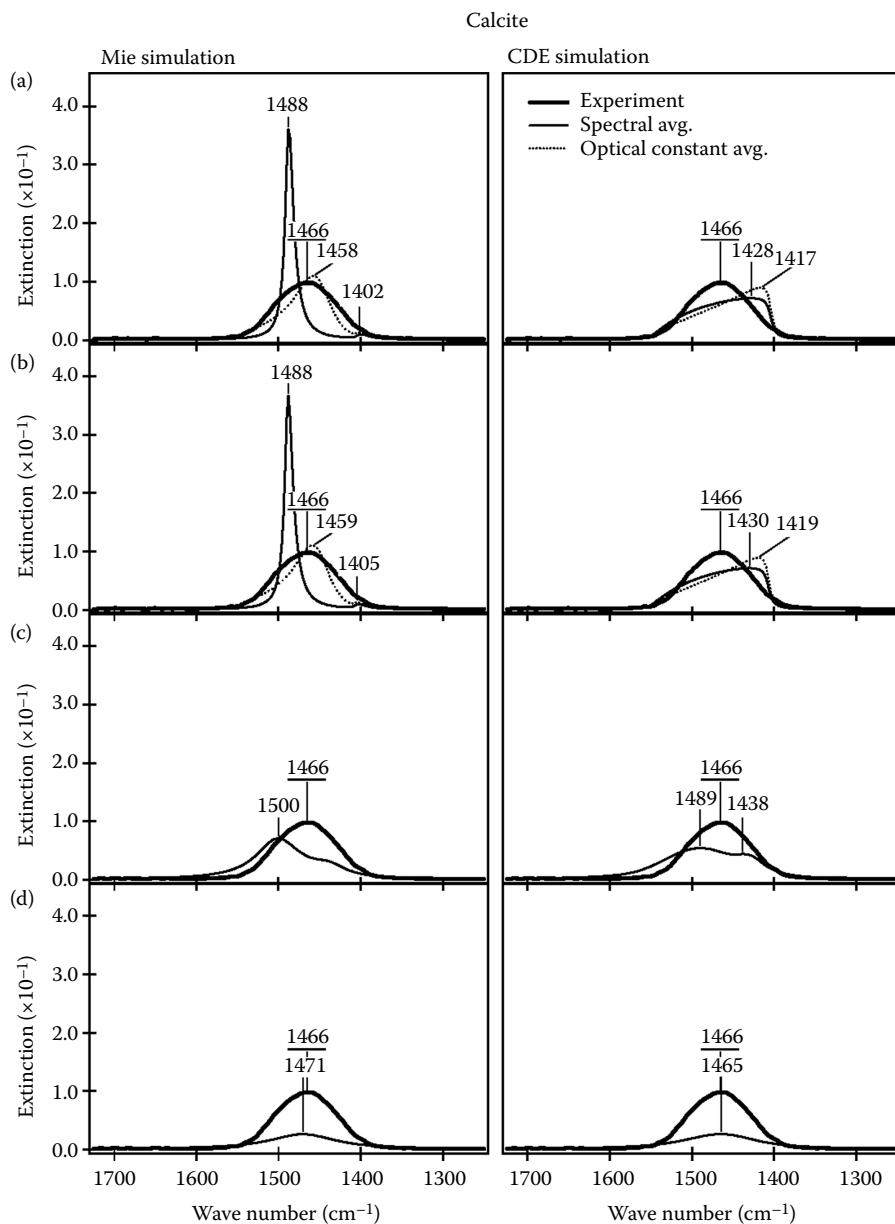 Calcite
Mie simulation
CDE simulation
(a)
Extinction (×10⁻¹)
4.0
3.0
2.0
1.0
0.0
1488
1466
1458
1402
Experiment
Spectral avg.
Optical constant avg.
1466
1428
1417
(b)
Extinction (×10⁻¹)
4.0
3.0
2.0
1.0
0.0
1488
1466
1459
1405
1466
1430
1419
(c)
Extinction (×10⁻¹)
4.0
3.0
2.0
1.0
0.0
1466
1500
1466
1489
1438
(d)
Extinction (×10⁻¹)
4.0
3.0
2.0
1.0
0.0
1466
1471
1466
1465
1700 1600 1500 1400 1300
1700 1600 1500 1400 1300
Wave number (cm⁻¹)
Wave number (cm⁻¹)